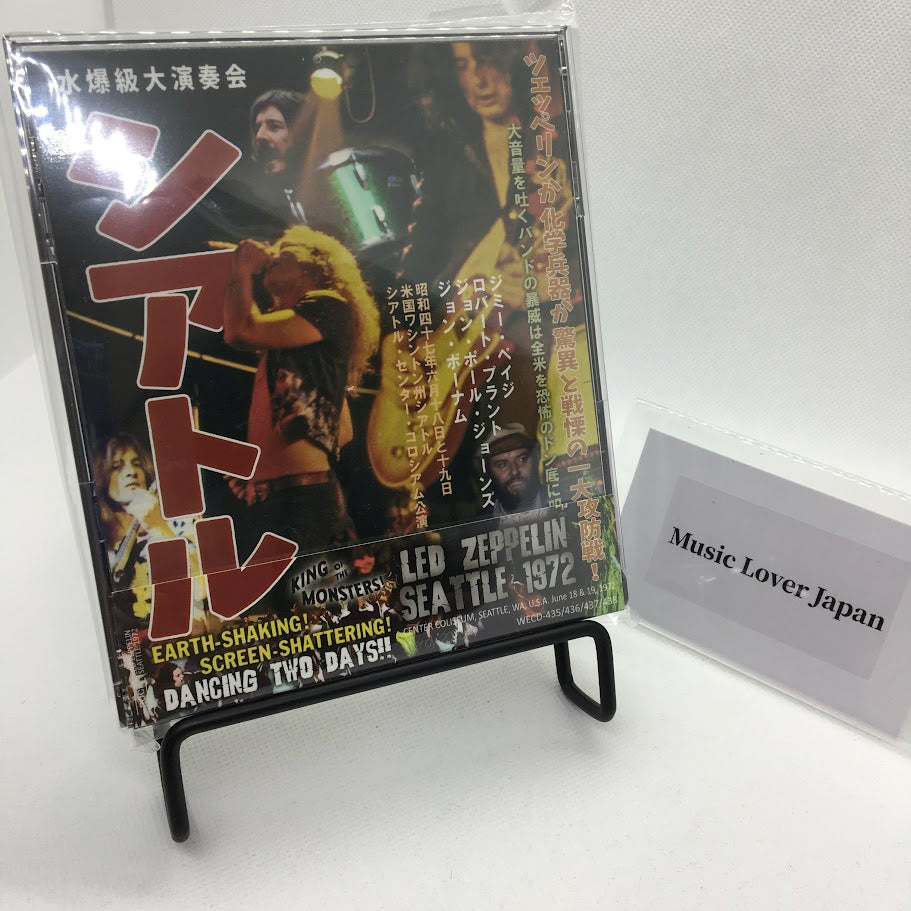 水爆級大演奏会
シアトル
ツェッペリンか 化学兵器か 驚異と戦慄の一大攻防戦!
大音量を吐くバンドの暴威は全米を恐怖のドン底に叩
ジミー・ペイジ
ロバート・プラント
ジョン・ポール・ジョーンズ
ジョン・ボーナム
昭和四十七年六月十八日と十九日
米国ワシントン州シアトル
シアトル・センター・コロシアム公演
KING OF THE MONSTERS!
LED ZEPPELIN
SEATTLE 1972
CENTER COLISEUM, SEATTLE, WA. U.S.A. June 18 & 19, 1972
WECD-435/436/437/438
EARTH-SHAKING!
SCREEN-SHATTERING!
DANCING TWO DAYS!!
Music Lover Japan